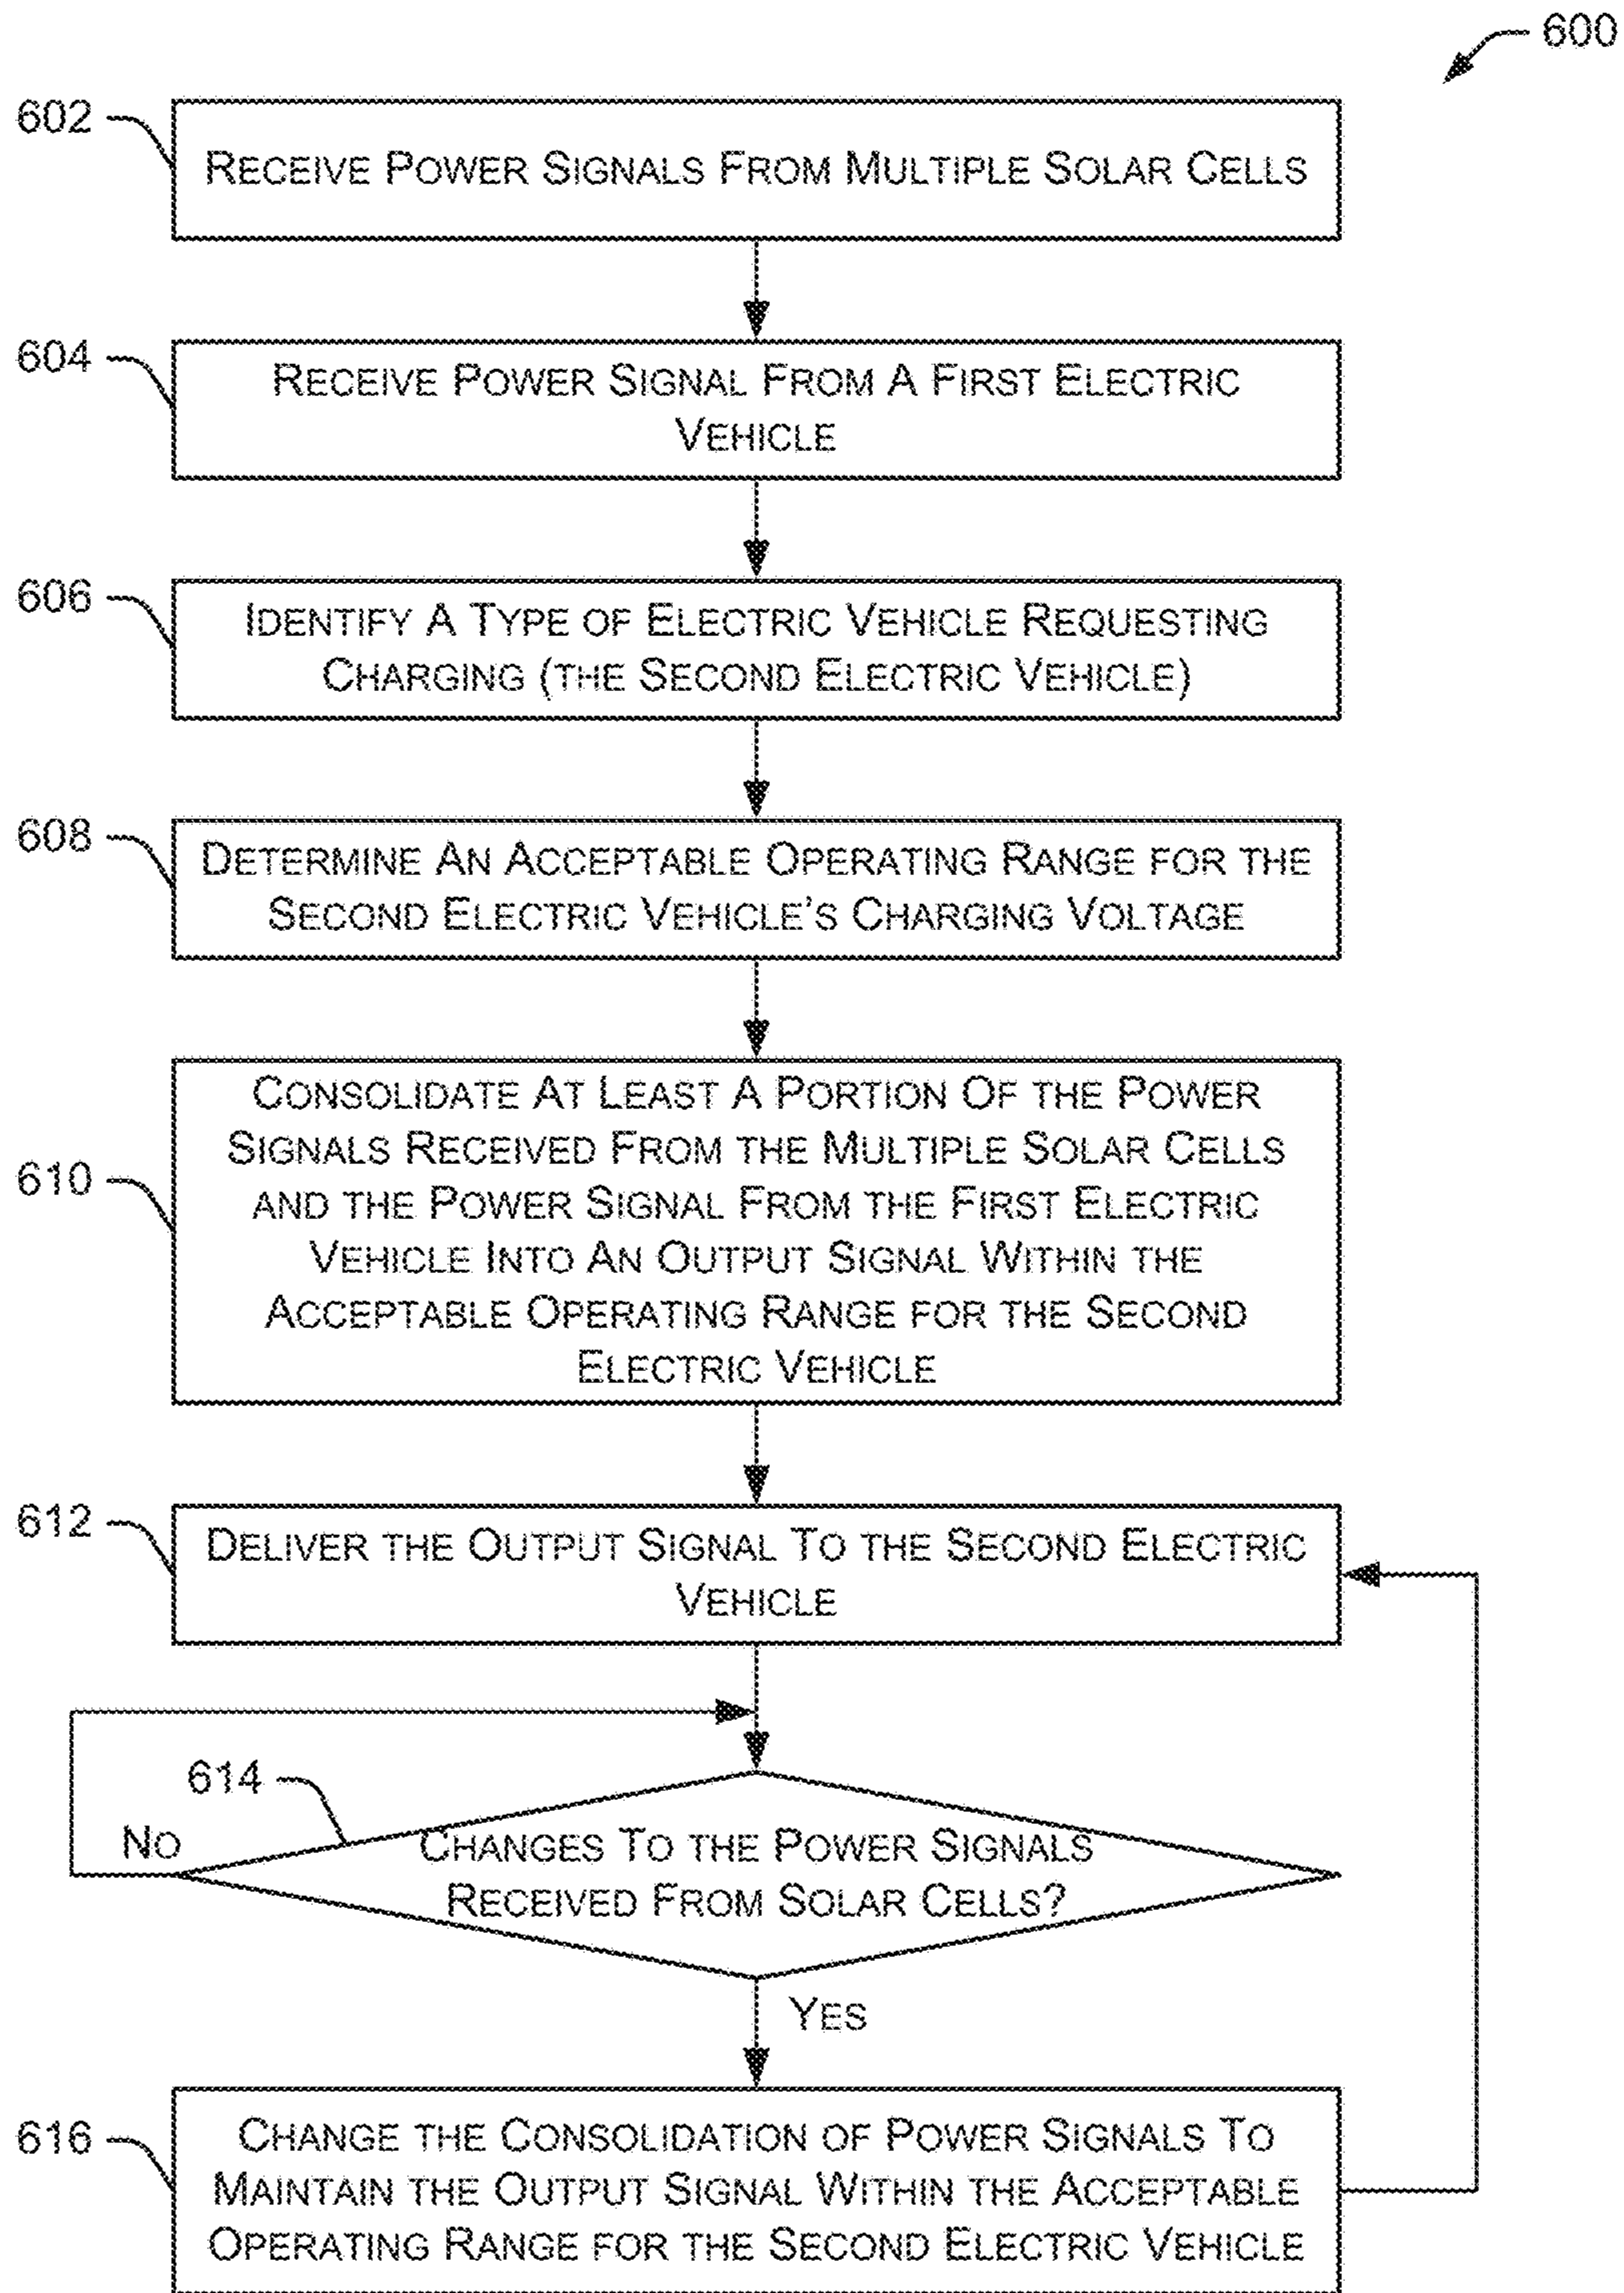 600
602
RECEIVE POWER SIGNALS FROM MULTIPLE SOLAR CELLS
604
RECEIVE POWER SIGNAL FROM A FIRST ELECTRIC
VEHICLE
606
IDENTIFY A TYPE OF ELECTRIC VEHICLE REQUESTING
CHARGING (THE SECOND ELECTRIC VEHICLE)
608
DETERMINE AN ACCEPTABLE OPERATING RANGE FOR THE
SECOND ELECTRIC VEHICLE'S CHARGING VOLTAGE
610
CONSOLIDATE AT LEAST A PORTION OF THE POWER
SIGNALS RECEIVED FROM THE MULTIPLE SOLAR CELLS
AND THE POWER SIGNAL FROM THE FIRST ELECTRIC
VEHICLE INTO AN OUTPUT SIGNAL WITHIN THE
ACCEPTABLE OPERATING RANGE FOR THE SECOND
ELECTRIC VEHICLE
612
DELIVER THE OUTPUT SIGNAL TO THE SECOND ELECTRIC
VEHICLE
614
NO
CHANGES TO THE POWER SIGNALS
RECEIVED FROM SOLAR CELLS?
YES
616
CHANGE THE CONSOLIDATION OF POWER SIGNALS TO
MAINTAIN THE OUTPUT SIGNAL WITHIN THE ACCEPTABLE
OPERATING RANGE FOR THE SECOND ELECTRIC VEHICLE